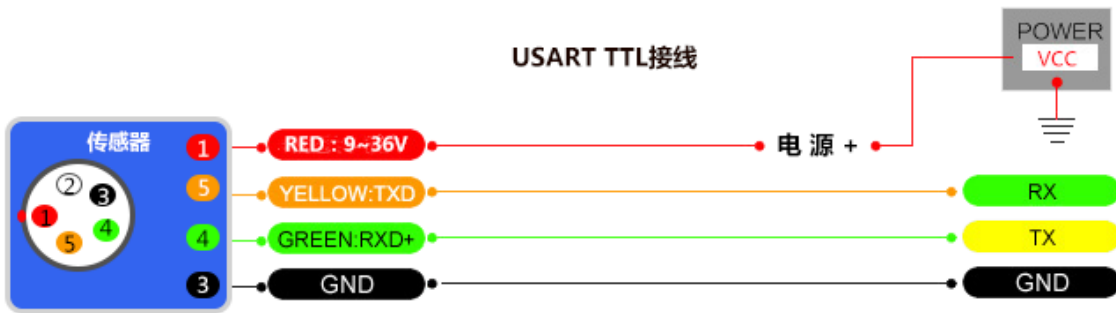 POWER
VCC
USART TTL接线
传感器
1
RED : 9~36V
电 源 +
2
3
1
4
5
5
YELLOW:TXD
RX
4
GREEN:RXD+
TX
3
GND
GND